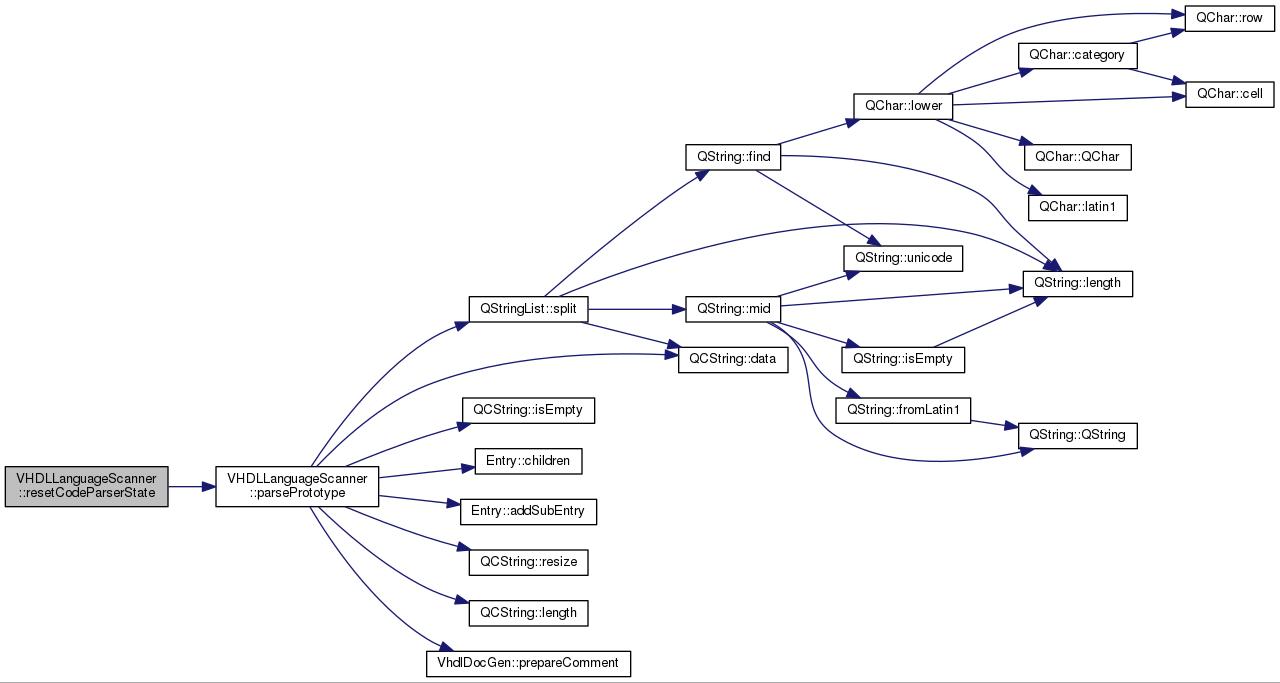 QChar::row
QChar::category
QChar::cell
QChar::lower
QString::find
QChar::QChar
QChar::latin1
QString::unicode
QString::length
QStringList::split
QString::mid
QCString::data
QString::isEmpty
QCString::isEmpty
QString::fromLatin1
QString::QString
Entry::children
VHDLLanguageScanner
::resetCodeParserState
VHDLLanguageScanner
::parsePrototype
Entry::addSubEntry
QCString::resize
QCString::length
VhdlDocGen::prepareComment